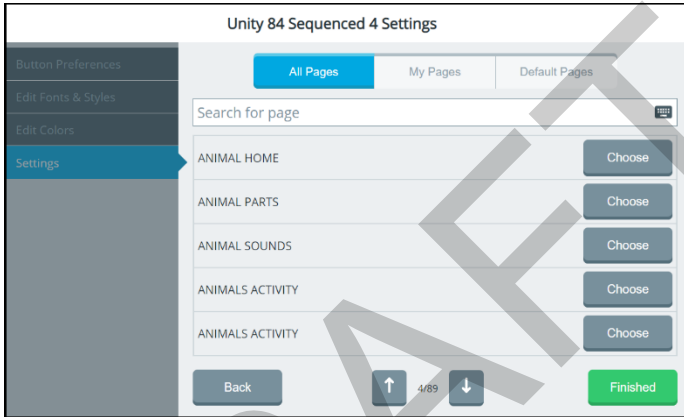 Unity 84 Sequenced 4 Settings
Button Preferences
Edit Fonts & Styles
Edit Colors
Settings
All Pages My Pages Default Pages
Search for page
ANIMAL HOME Choose
ANIMAL PARTS Choose
ANIMAL SOUNDS Choose
ANIMALS ACTIVITY Choose
ANIMALS ACTIVITY Choose
Back 4/89 Finished